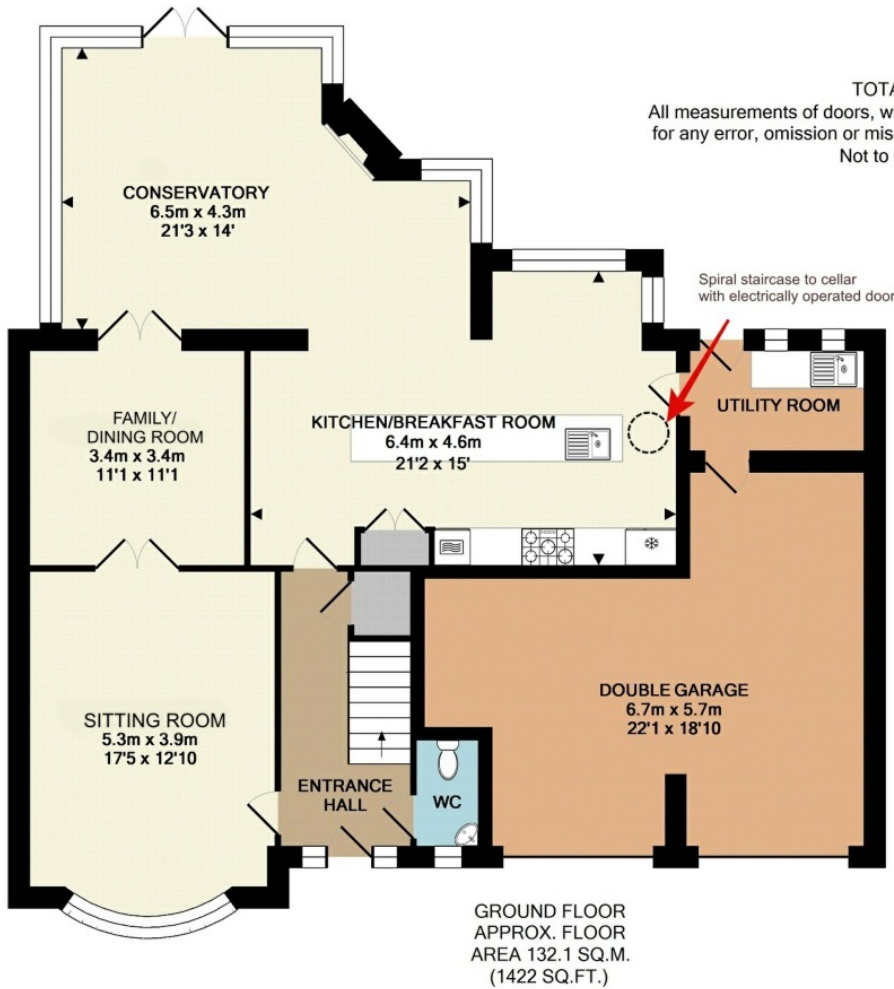 TOTA
All measurements of doors, w
for any error, omission or mis
Not to
CONSERVATORY
6.5m x 4.3m
21'3 x 14'
Spiral staircase to cellar
with electrically operated door
FAMILY/
DINING ROOM
3.4m x 3.4m
11'1 x 11'1
KITCHEN/BREAKFAST ROOM
6.4m x 4.6m
21'2 x 15'
UTILITY ROOM
SITTING ROOM
5.3m x 3.9m
17'5 x 12'10
DOUBLE GARAGE
6.7m x 5.7m
22'1 x 18'10
ENTRANCE
HALL
WC
GROUND FLOOR
APPROX. FLOOR
AREA 132.1 SQ.M.
(1422 SQ.FT.)